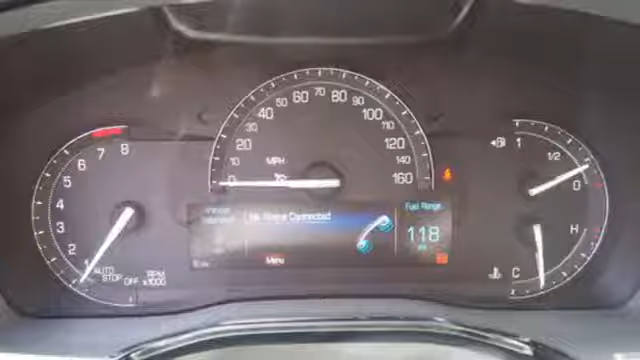 8
7
6
5
4
3
2
1
AUTO
STOP
OFF
RPM
x1000
0
10
20
30
40
50
60
70
80
90
100
110
120
140
160
MPH
No Phone Connected
Menu
Fuel Range
118
1
1/2
0
H
C